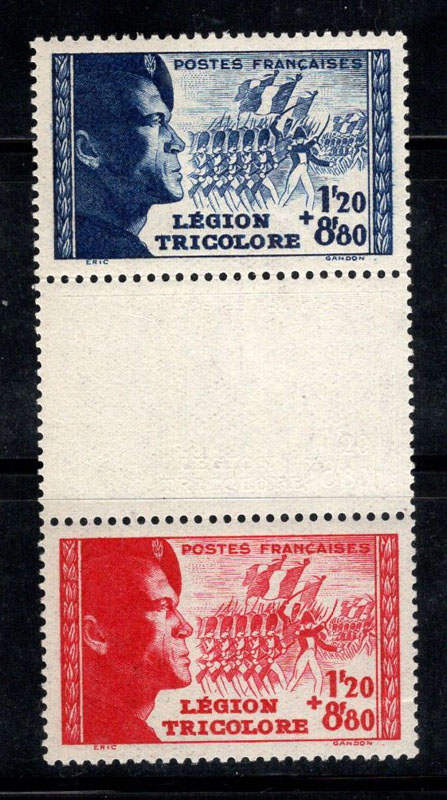 POSTES FRANÇAISES
1F20
LÉGION
+ 8F80
TRICOLORE
ERIC GANDON
POSTES FRANÇAISES
1F20
LÉGION
+ 8F80
TRICOLORE
ERIC GANDON